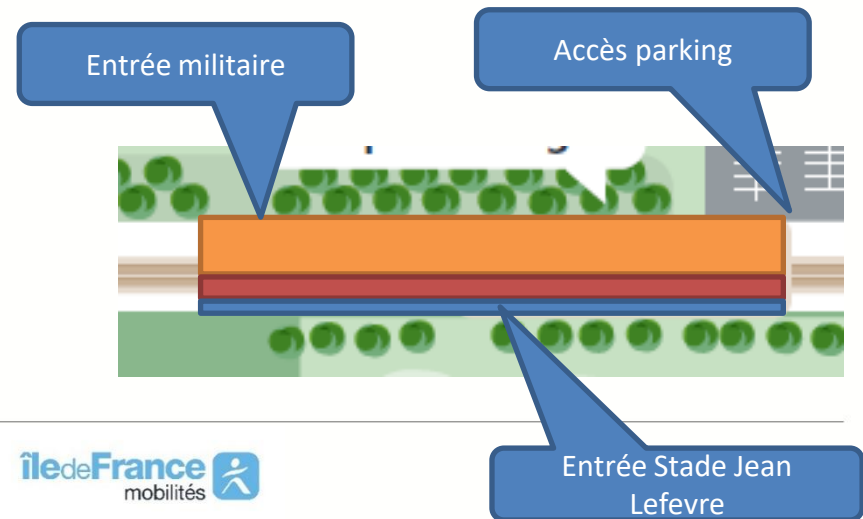 Entrée militaire
Accès parking
îledeFrance
mobilités
Entrée Stade Jean
Lefevre